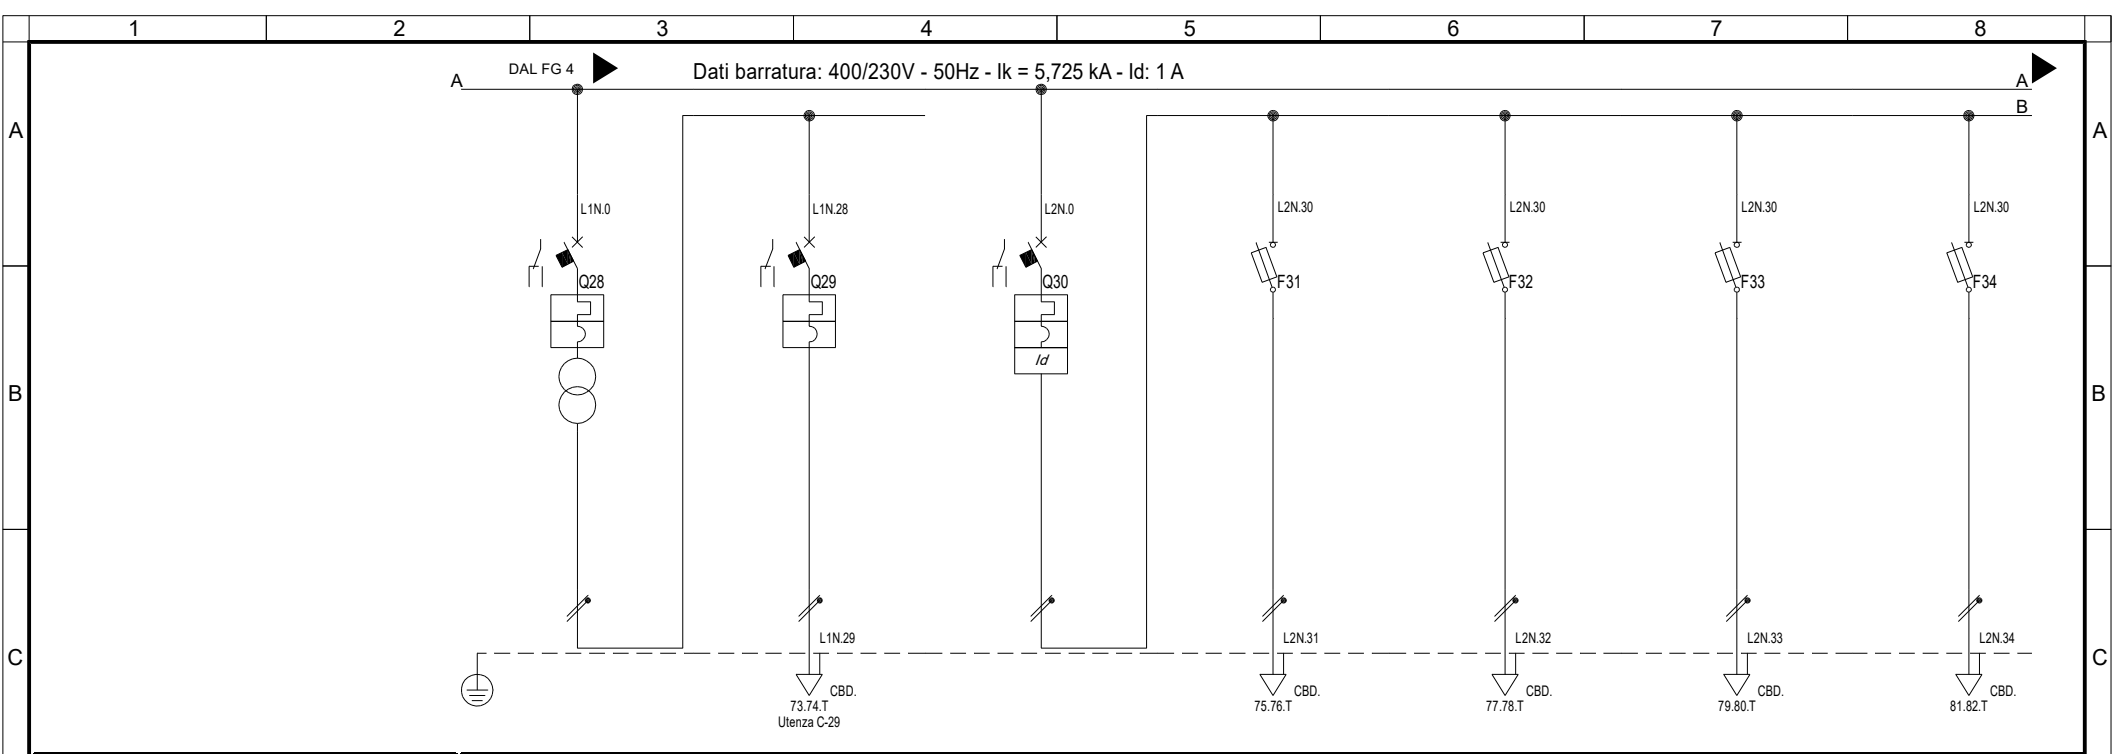 1 2 3 4 5 6 7 8
DAL FG 4 Dati barratura: 400/230V - 50Hz - Ik = 5,725 kA - Id: 1 A
A A
B
A A
L1N.0 L1N.28 L2N.0 L2N.30 L2N.30 L2N.30 L2N.30
Q28 Q29 Q30 F31 F32 F33 F34
Id
B B
L1N.29 L2N.31 L2N.32 L2N.33 L2N.34
C C
CBD. CBD. CBD. CBD. CBD.
73.74.T 75.76.T 77.78.T 79.80.T 81.82.T
Utenza C-29